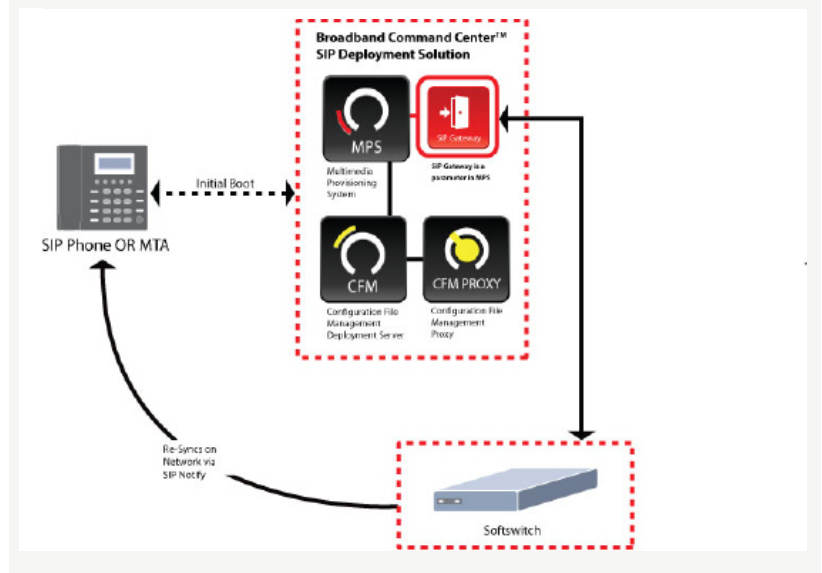 Broadband Command Center™
SIP Deployment Solution
MPS
SIP Gateway
Multimedia
Provisioning
System
SIP Gateway is a
parameter in MPS
Initial Boot
SIP Phone OR MTA
CFM
CFM PROXY
Configuration File
Management
Deployment Server
Configuration File
Management
Proxy
Re-Syncs on
Network via
SIP Notify
Softswitch